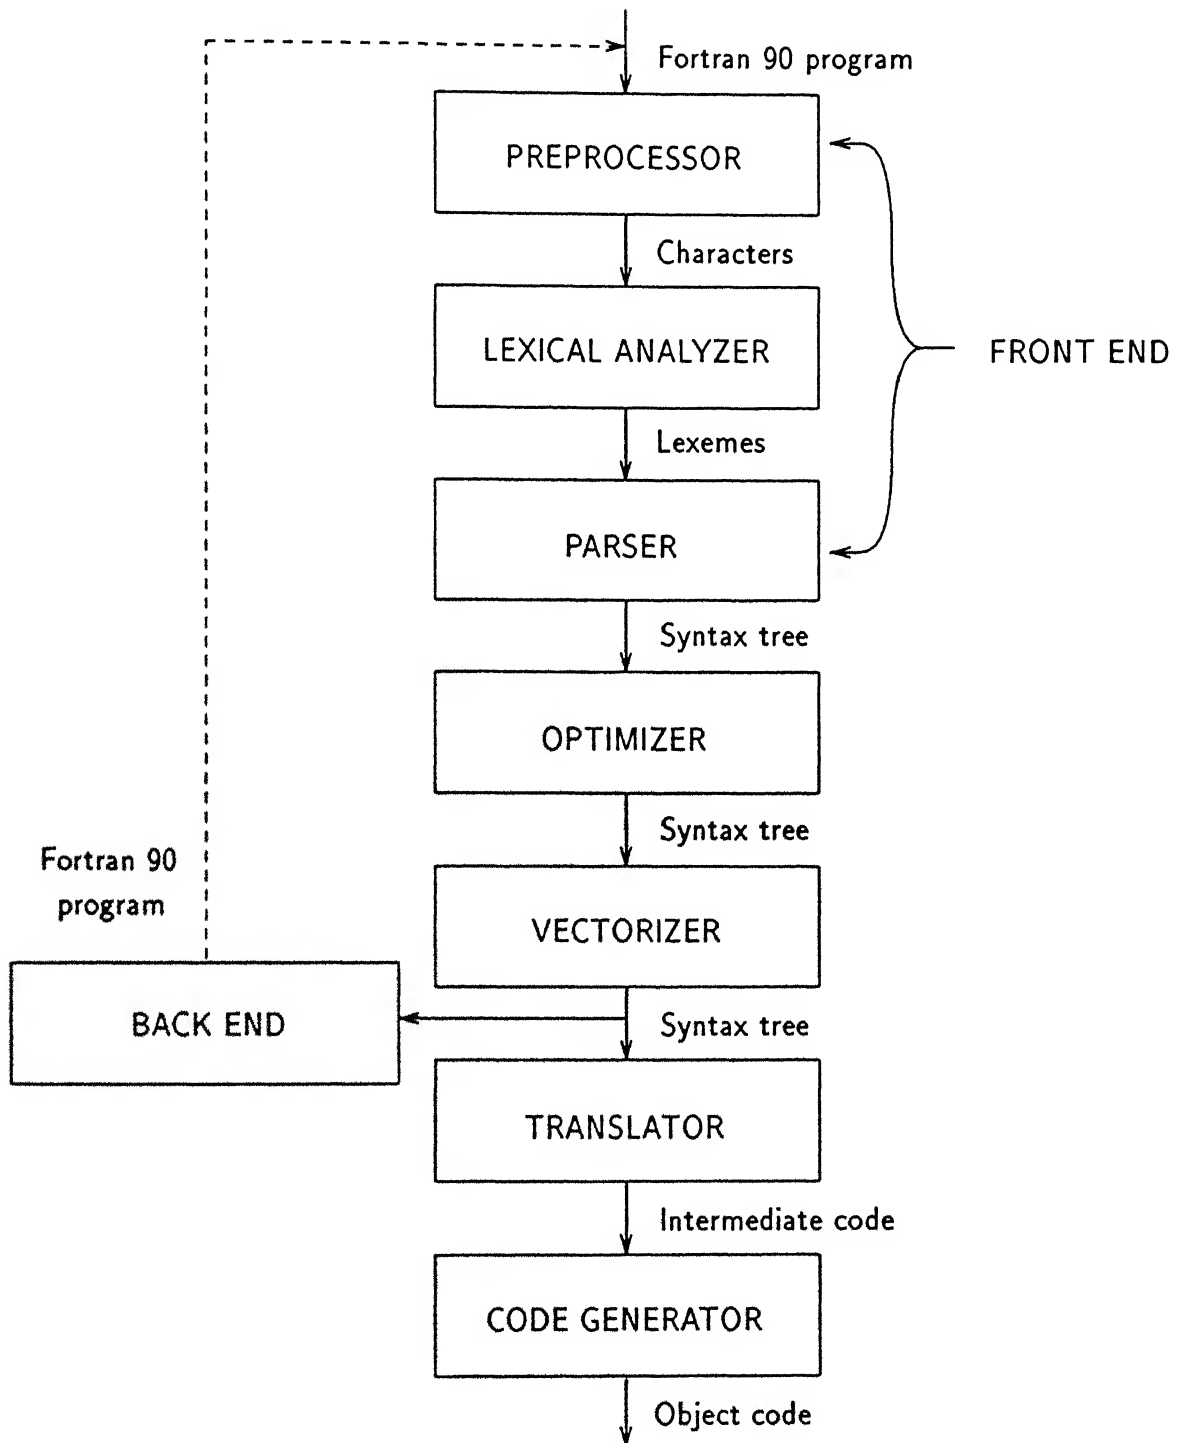 Fortran 90 program
PREPROCESSOR
Characters
LEXICAL ANALYZER
FRONT END
Lexemes
PARSER
Syntax tree
OPTIMIZER
Syntax tree
Fortran 90
program
VECTORIZER
BACK END
Syntax tree
TRANSLATOR
Intermediate code
CODE GENERATOR
Object code